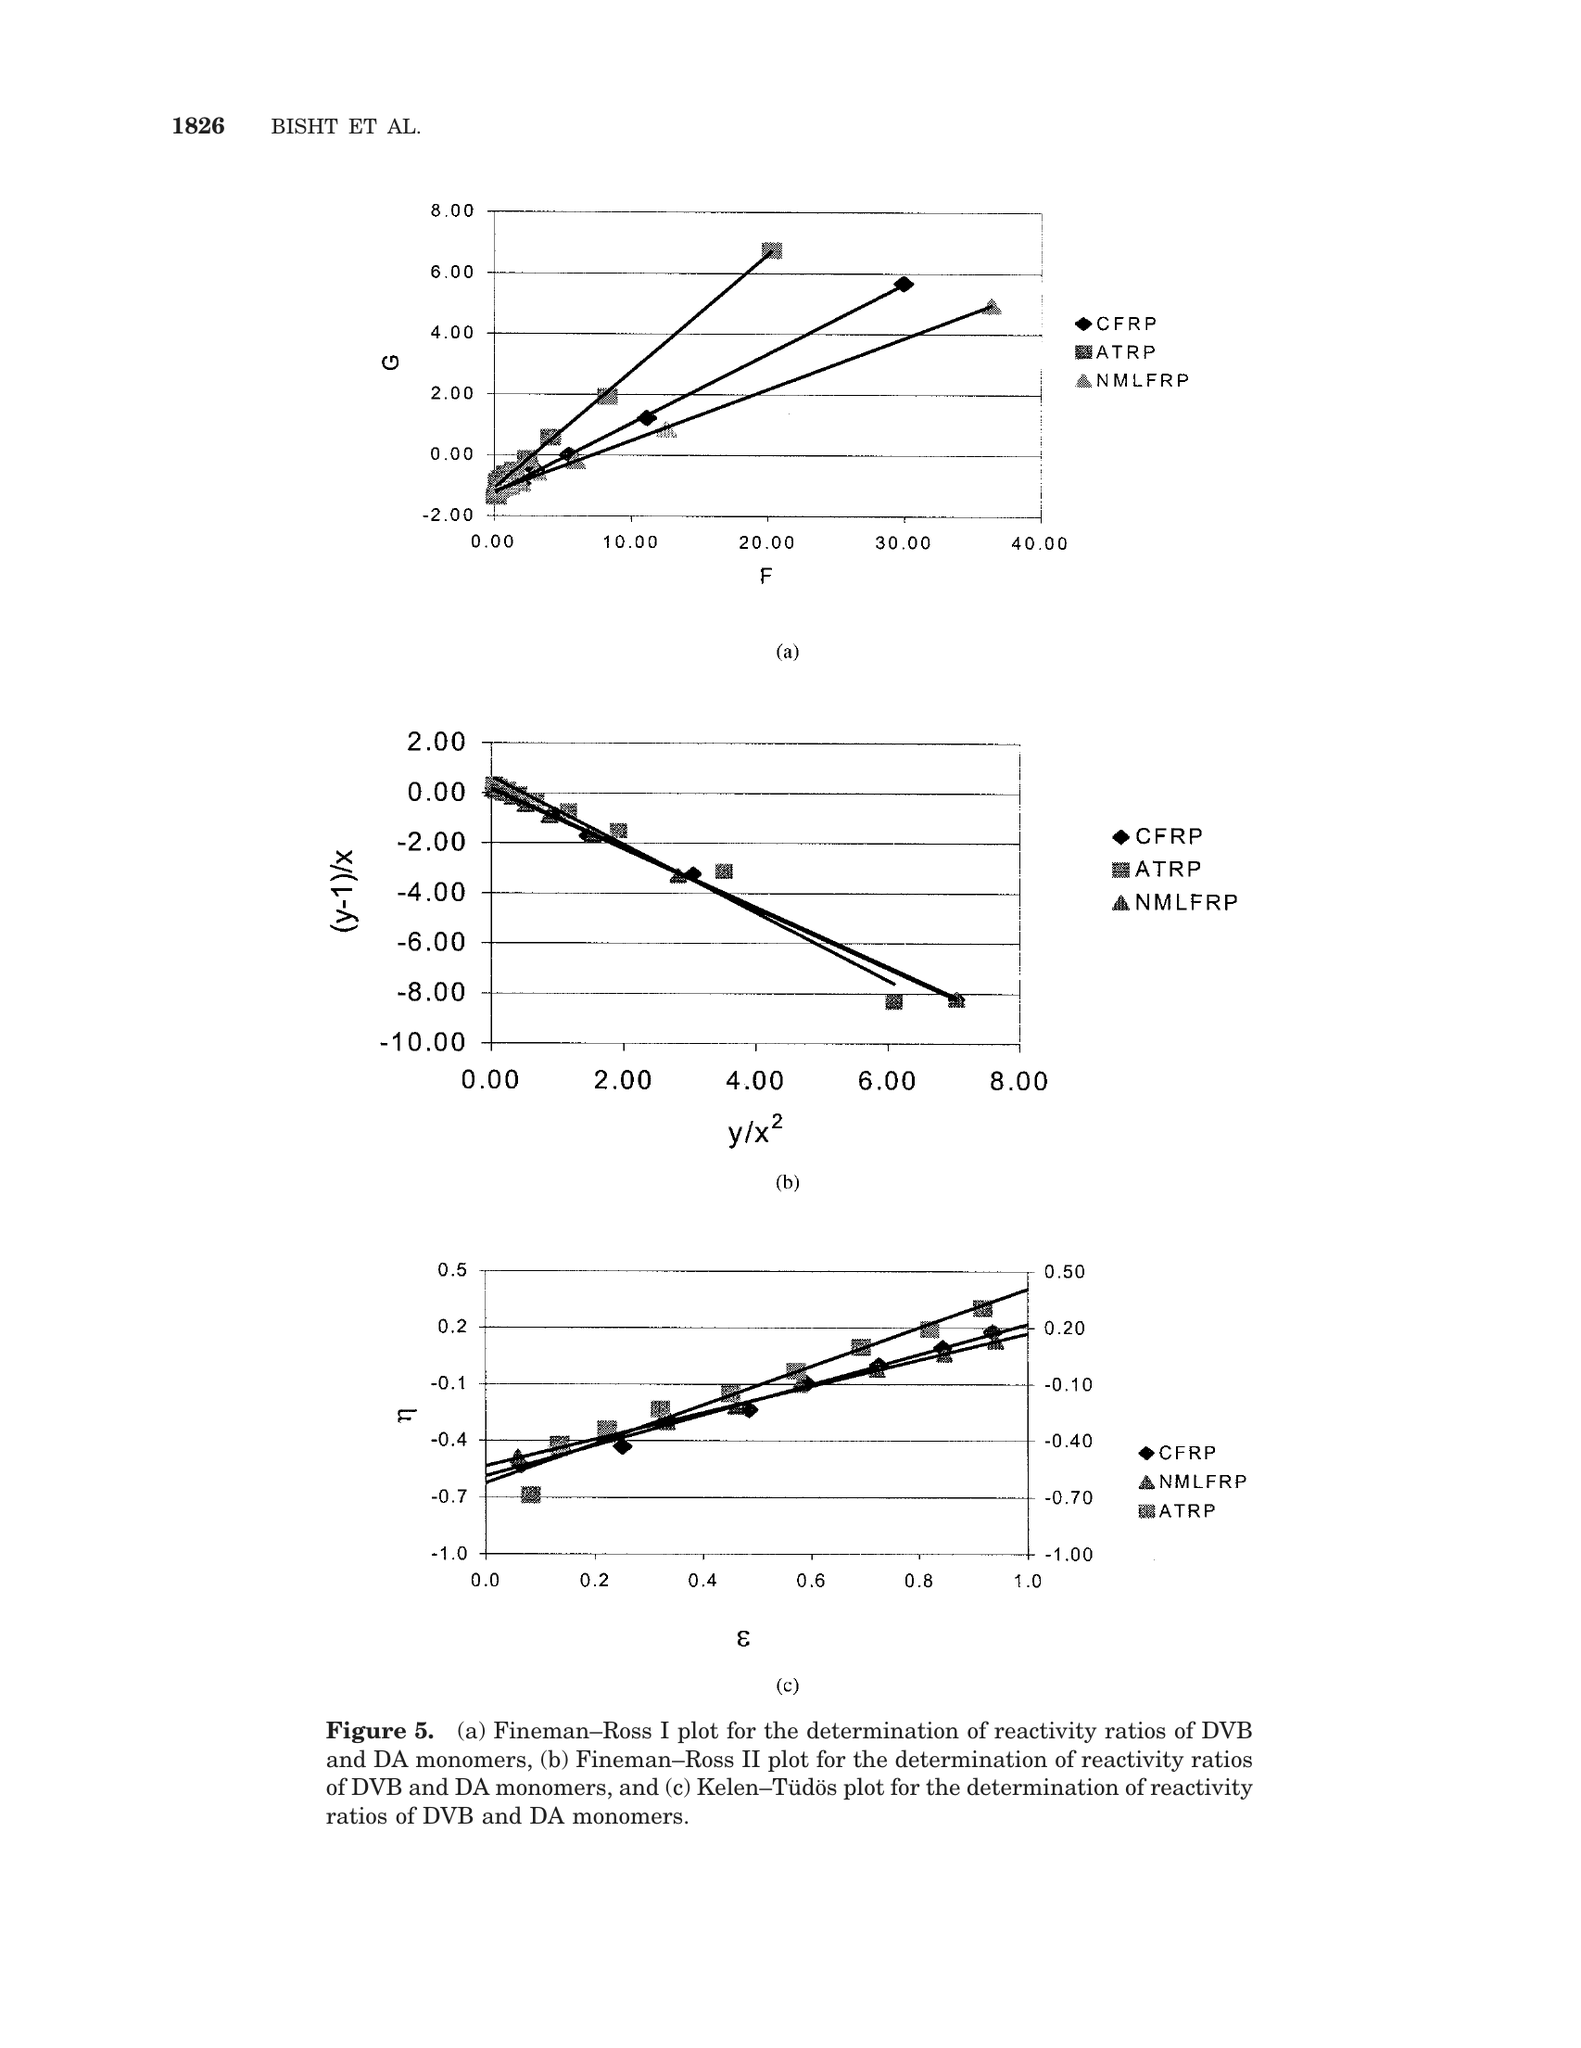 1826 BISHT ET AL.
8.00
6.00
4.00
2.00
0.00
-2.00
G
0.00 10.00 20.00 30.00 40.00
F
CFRP
ATRP
NMLFRP
(a)
2.00
0.00
-2.00
-4.00
-6.00
-8.00
-10.00
(y-1)/x
0.00 2.00 4.00 6.00 8.00
y/x²
CFRP
ATRP
NMLFRP
(b)
0.5
0.2
-0.1
-0.4
-0.7
-1.0
η
0.50
0.20
-0.10
-0.40
-0.70
-1.00
0.0 0.2 0.4 0.6 0.8 1.0
ε
CFRP
NMLFRP
ATRP
(c)
Figure 5. (a) Fineman–Ross I plot for the determination of reactivity ratios of DVB
and DA monomers, (b) Fineman–Ross II plot for the determination of reactivity ratios
of DVB and DA monomers, and (c) Kelen–Tüdös plot for the determination of reactivity
ratios of DVB and DA monomers.